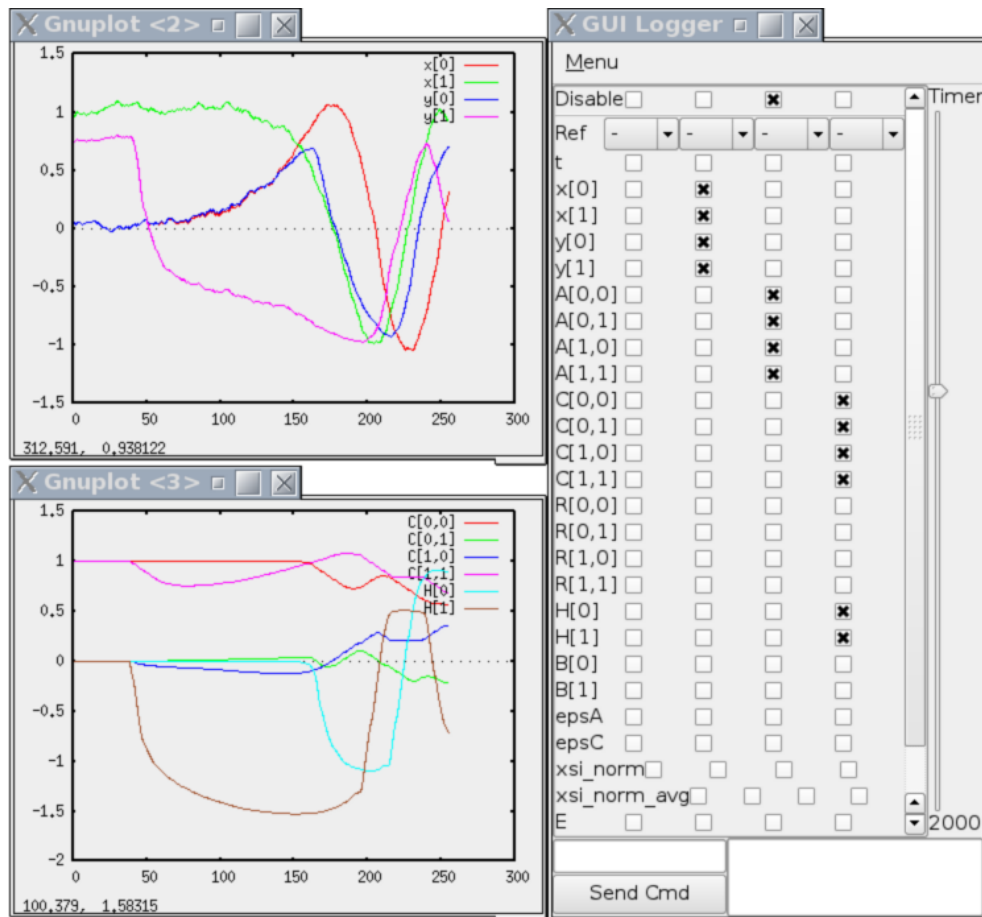 Gnuplot <2>
1.5
1
0.5
0
-0.5
-1
-1.5
0
50
100
150
200
250
300
x[0]
x[1]
y[0]
y[1]
312.591, 0.938122
Gnuplot <3>
1.5
1
0.5
0
-0.5
-1
-1.5
-2
0
50
100
150
200
250
300
C[0,0]
C[0,1]
C[1,0]
C[1,1]
H[0]
H[1]
100.379, 1.58315
GUI Logger
Menu
Disable
Timer
Ref - - - -
t
x[0]
x[1]
y[0]
y[1]
A[0,0]
A[0,1]
A[1,0]
A[1,1]
C[0,0]
C[0,1]
C[1,0]
C[1,1]
R[0,0]
R[0,1]
R[1,0]
R[1,1]
H[0]
H[1]
B[0]
B[1]
epsA
epsC
xsi_norm
xsi_norm_avg
E
2000
Send Cmd